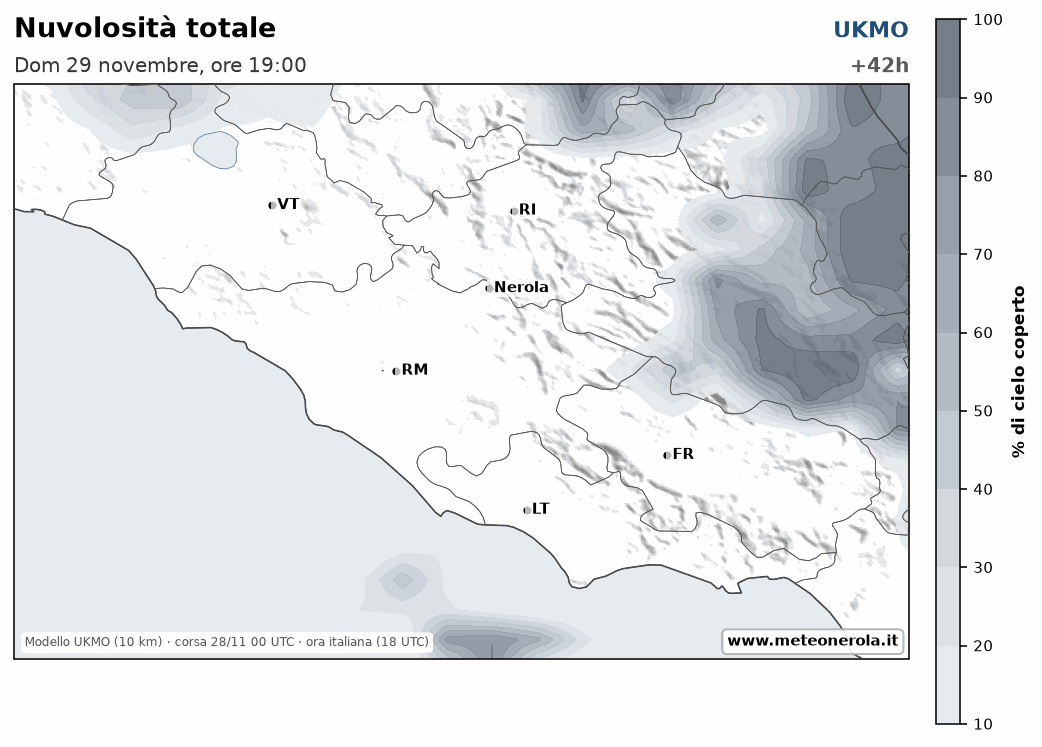 Nuvolosità totale
UKMO
Dom 29 novembre, ore 19:00
+42h
VT
RI
Nerola
RM
FR
LT
Modello UKMO (10 km) · corsa 28/11 00 UTC · ora italiana (18 UTC)
www.meteonerola.it
100
90
80
70
60
50
40
30
20
10
% di cielo coperto